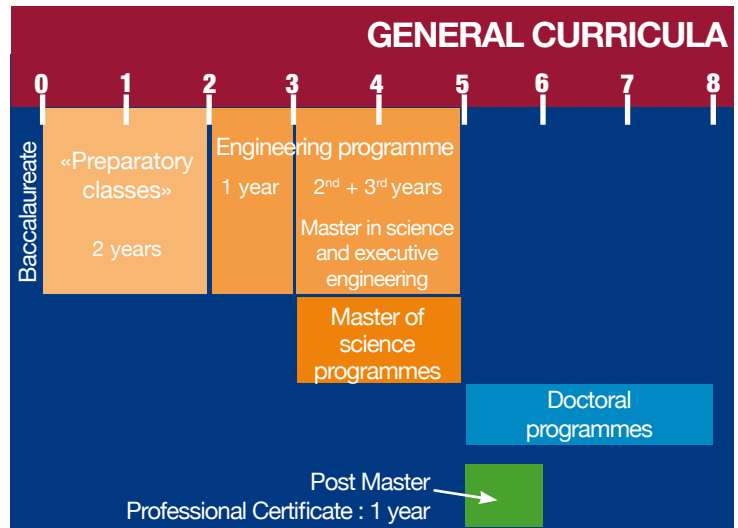 GENERAL CURRICULA
0 1 2 3 4 5 6 7 8
Baccalaureate
«Preparatory
classes»
2 years
Engineering programme
1 year
2nd + 3rd years
Master in science
and executive
engineering
Master of
science
programmes
Doctoral
programmes
Post Master
Professional Certificate : 1 year